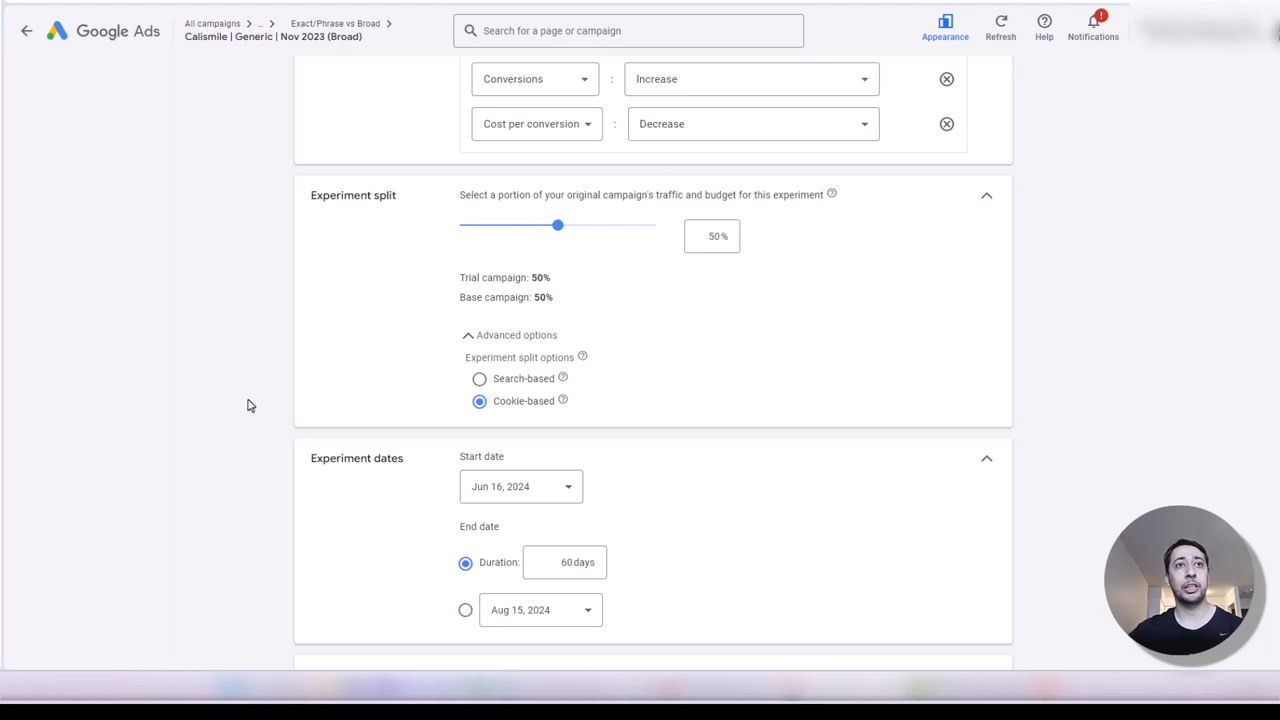 Google Ads
All campaigns > ... > Exact/Phrase vs Broad >
Calismile | Generic | Nov 2023 (Broad)
Search for a page or campaign
Appearance
Refresh
Help
Notifications
!
Conversions : Increase
Cost per conversion : Decrease
Experiment split
Select a portion of your original campaign's traffic and budget for this experiment
50%
Trial campaign: 50%
Base campaign: 50%
Advanced options
Experiment split options
Search-based
Cookie-based
Experiment dates
Start date
Jun 16, 2024
End date
Duration: 60 days
Aug 15, 2024